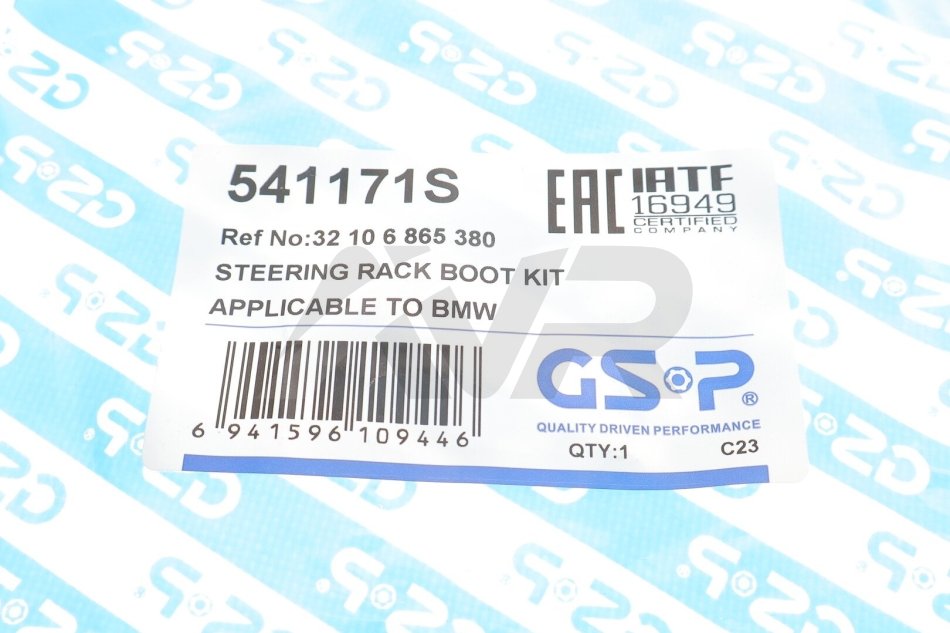 541171S
EAC
IATF
16949
CERTIFIED
COMPANY
Ref No:32 10 6 865 380
STEERING RACK BOOT KIT
APPLICABLE TO BMW
6 941596 109446
GSP®
QUALITY DRIVEN PERFORMANCE
QTY:1
C23